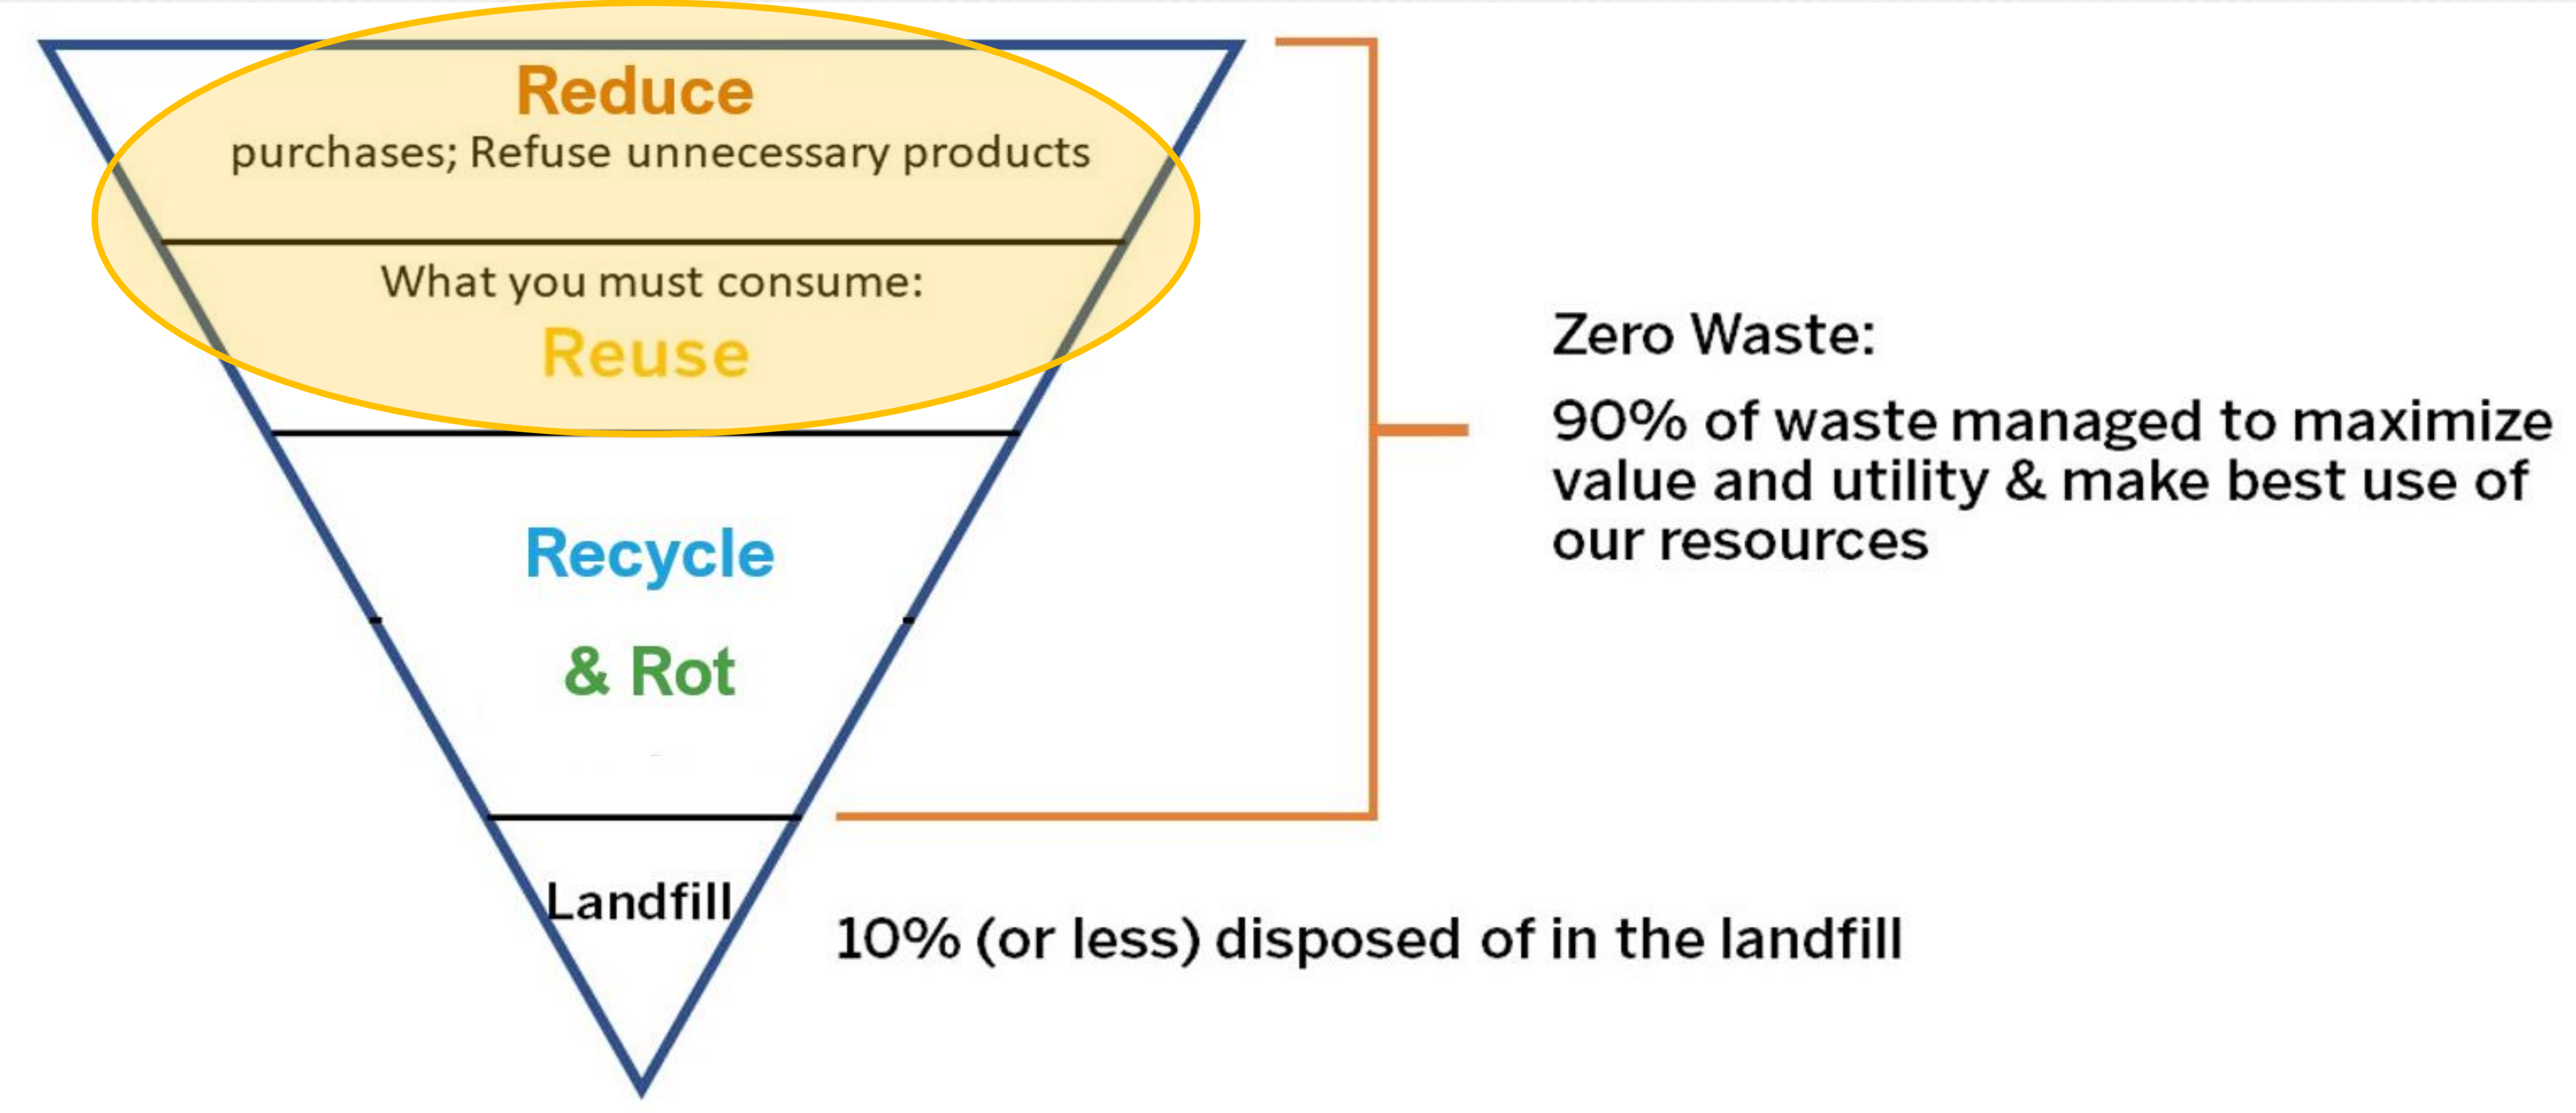 Reduce
purchases; Refuse unnecessary products
What you must consume:
Reuse
Recycle
& Rot
Landfill
Zero Waste:
90% of waste managed to maximize
value and utility & make best use of
our resources
10% (or less) disposed of in the landfill